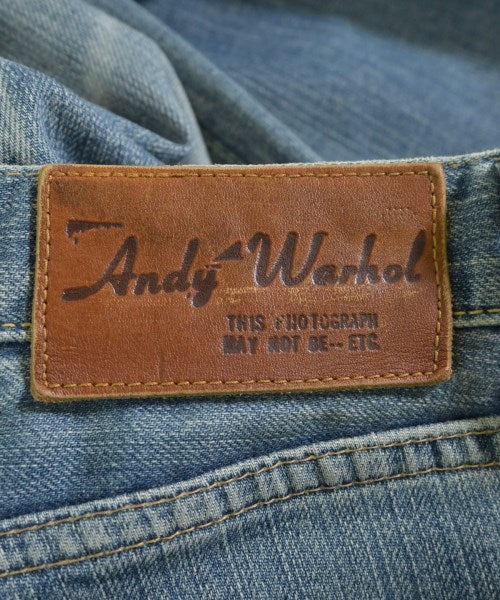 Andy Warhol
THIS PHOTOGRAPH
MAY NOT BE-- ETC.